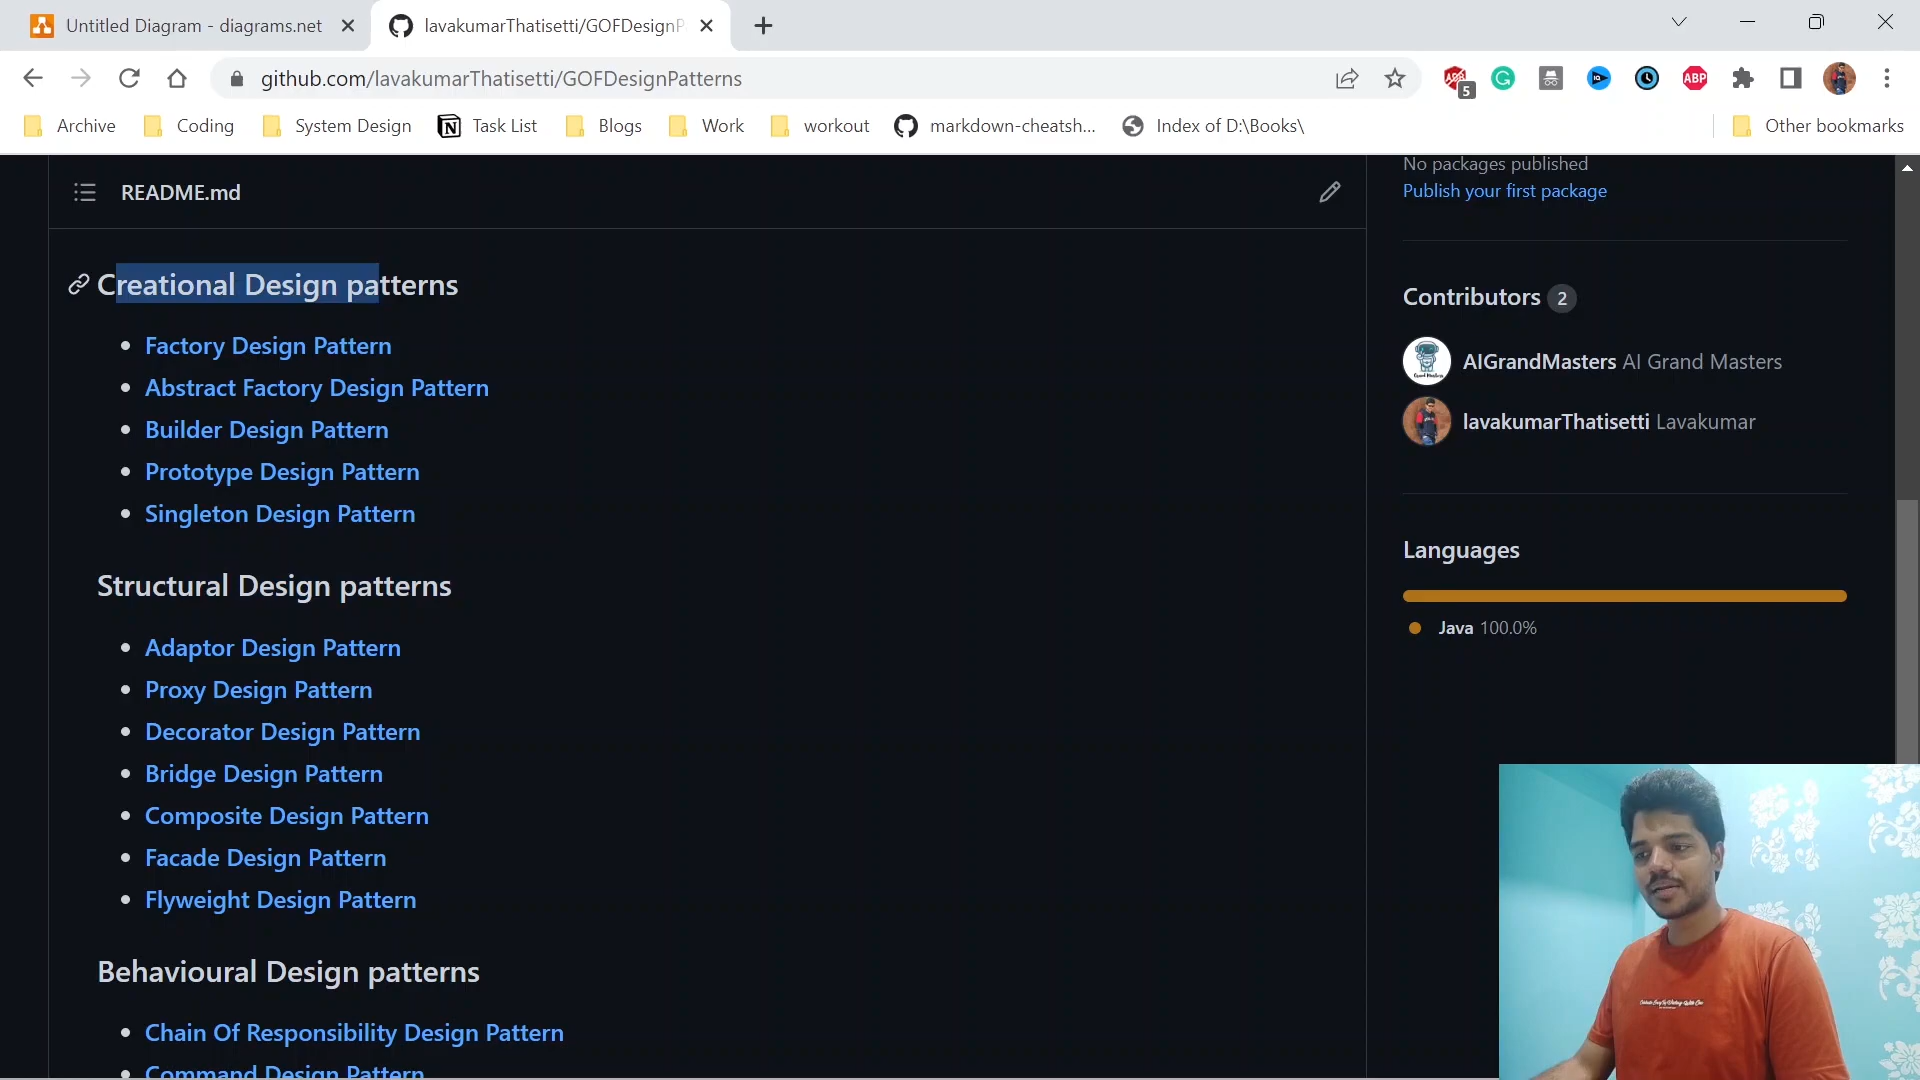 Untitled Diagram - diagrams.net
lavakumarThatisetti/GOFDesignP
github.com/lavakumarThatisetti/GOFDesignPatterns
5
ABP
Archive
Coding
System Design
Task List
Blogs
Work
workout
markdown-cheatsh...
Index of D:\Books\
Other bookmarks
No packages published
Publish your first package
README.md
Creational Design patterns
Factory Design Pattern
Abstract Factory Design Pattern
Builder Design Pattern
Prototype Design Pattern
Singleton Design Pattern
Structural Design patterns
Adaptor Design Pattern
Proxy Design Pattern
Decorator Design Pattern
Bridge Design Pattern
Composite Design Pattern
Facade Design Pattern
Flyweight Design Pattern
Behavioural Design patterns
Chain Of Responsibility Design Pattern
Command Design Pattern
Contributors 2
AIGrandMasters AI Grand Masters
lavakumarThatisetti Lavakumar
Languages
Java 100.0%